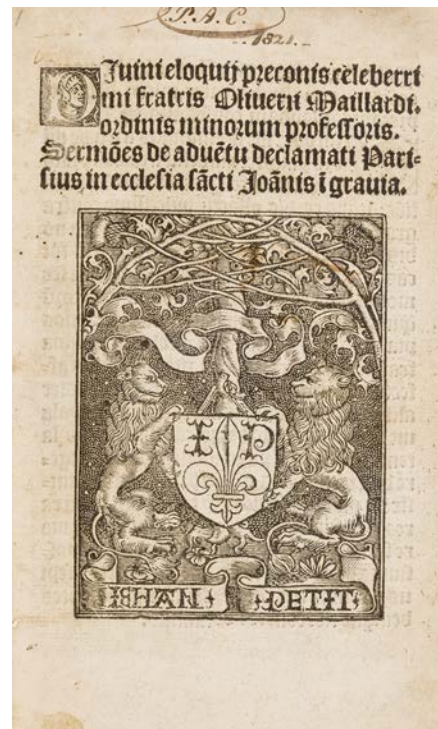 P.A.C.
1821.
Diuini eloquij preconis celeberri
mi fratris Oliuerii Maillardi.
ordinis minorum professoris.
Sermões de aduētu declamati Pari-
sius in ecclesia sācti Joānis ī grauia.
I P
IEHAN PETIT